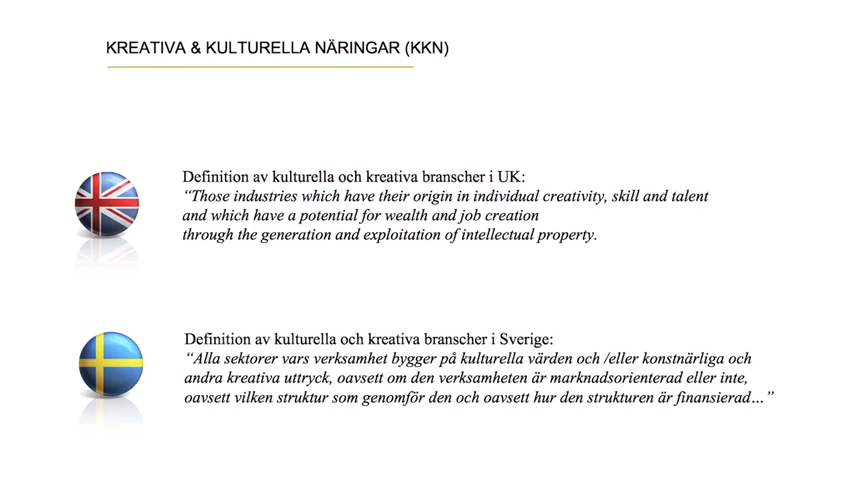 KREATIVA & KULTURELLA NÄRINGAR (KKN)
Definition av kulturella och kreativa branscher i UK:
“Those industries which have their origin in individual creativity, skill and talent
and which have a potential for wealth and job creation
through the generation and exploitation of intellectual property.
Definition av kulturella och kreativa branscher i Sverige:
“Alla sektorer vars verksamhet bygger på kulturella värden och /eller konstnärliga och
andra kreativa uttryck, oavsett om den verksamheten är marknadsorienterad eller inte,
oavsett vilken struktur som genomför den och oavsett hur den strukturen är finansierad…”